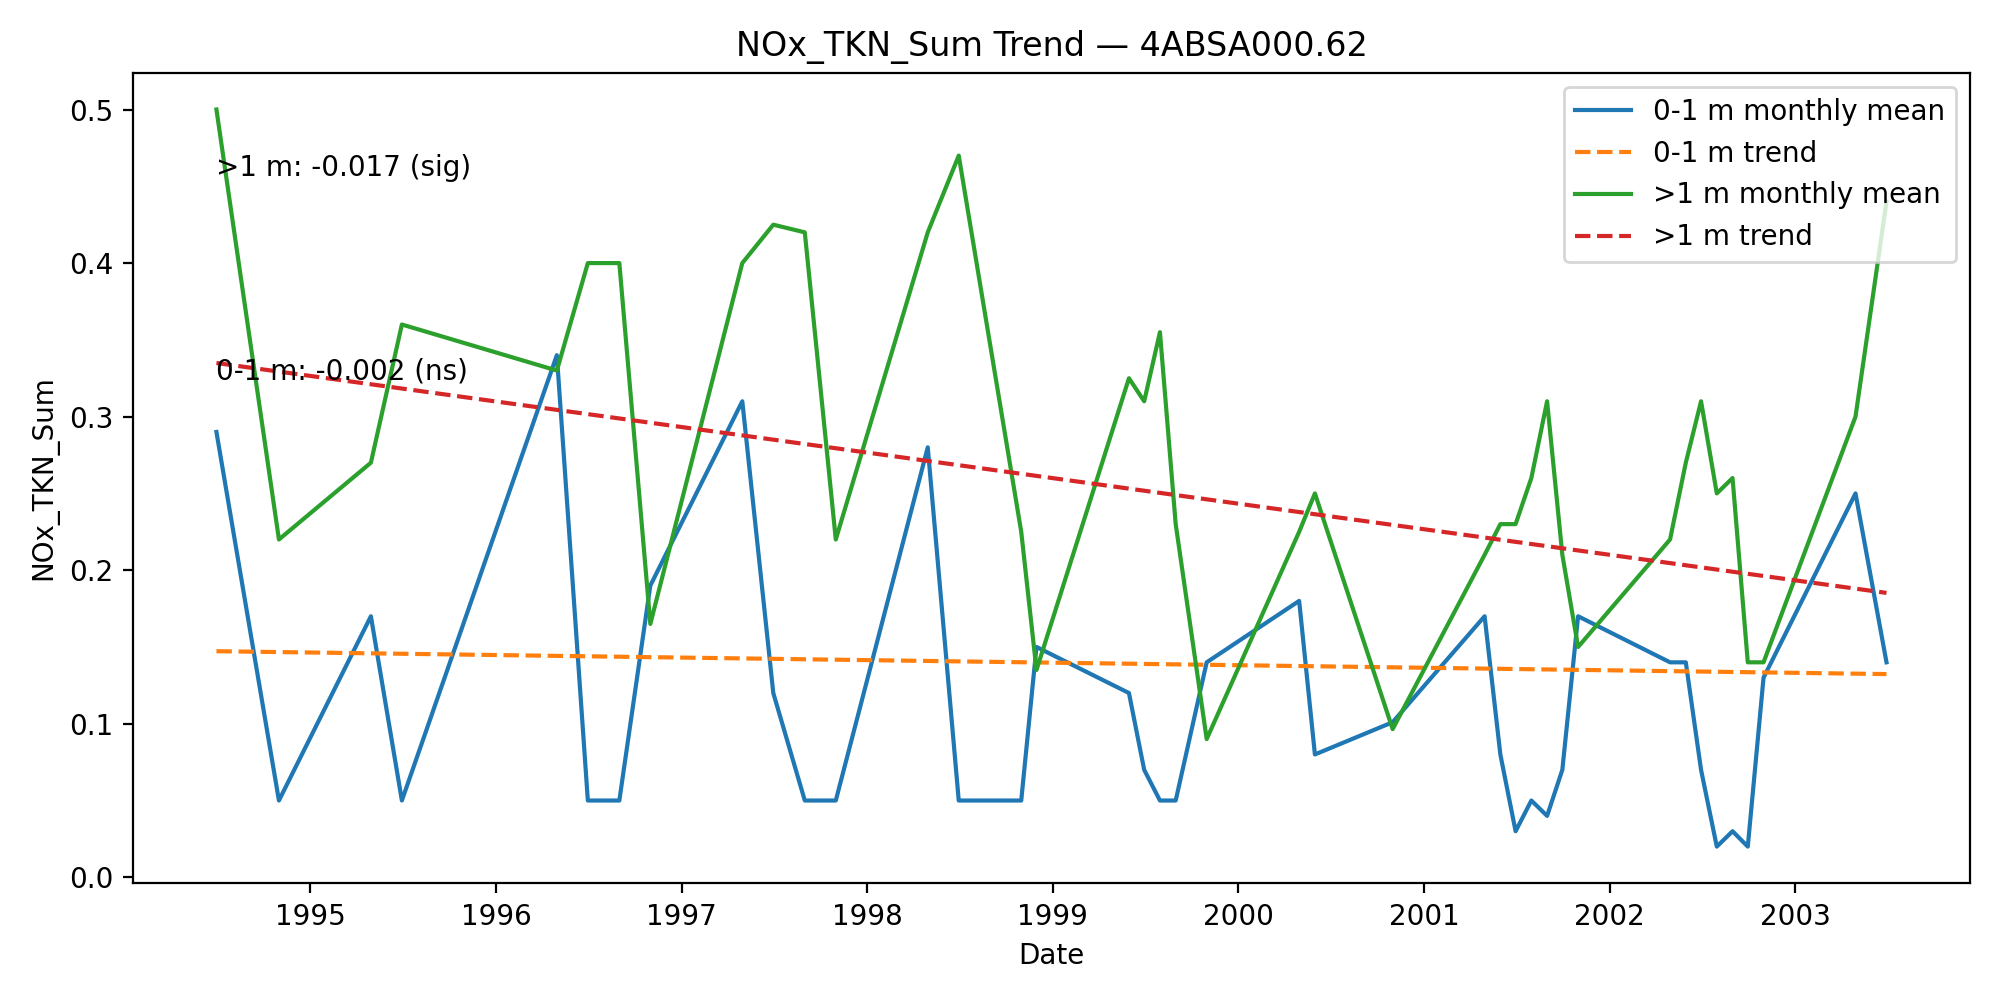 NOx_TKN_Sum Trend — 4ABSA000.62
0-1 m monthly mean
0-1 m trend
>1 m monthly mean
>1 m trend
>1 m: -0.017 (sig)
0-1 m: -0.002 (ns)
NOx_TKN_Sum
0.5
0.4
0.3
0.2
0.1
0.0
1995 1996 1997 1998 1999 2000 2001 2002 2003
Date